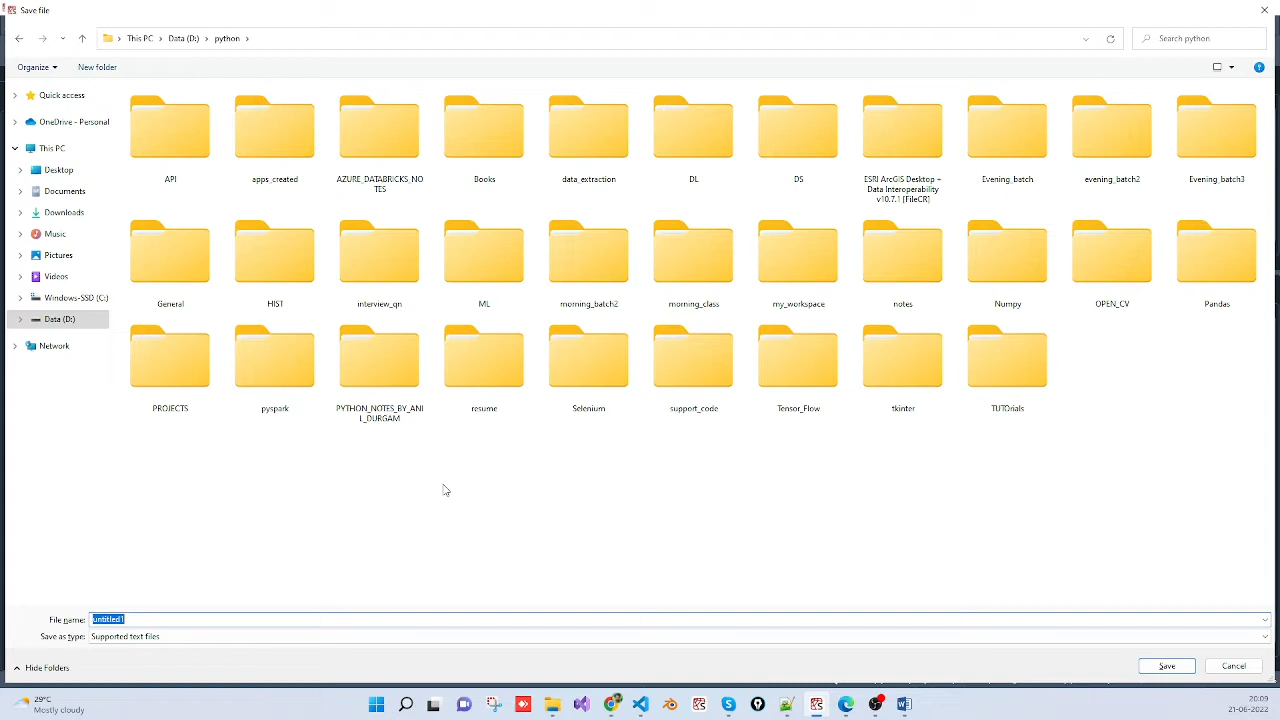 Save file
This PC > Data (D:) > python >
Search python
Organize
New folder
Quick access
OneDrive - Personal
This PC
Desktop
Documents
Downloads
Music
Pictures
Videos
Windows-SSD (C:)
Data (D:)
Network
API
apps_created
AZURE_DATABRICKS_NO
TES
Books
data_extraction
DL
DS
ESRI ArcGIS Desktop +
Data Interoperability
v10.7.1 [FileCR]
Evening_batch
evening_batch2
Evening_batch3
General
HIST
interview_qn
ML
morning_batch2
morning_class
my_workspace
notes
Numpy
OPEN_CV
Pandas
PROJECTS
pyspark
PYTHON_NOTES_BY_ANI
L_DURGAM
resume
Selenium
support_code
Tensor_Flow
tkinter
TUTOrials
File name: untitled1
Save as type: Supported text files
Hide Folders
Save
Cancel
29°C
Mostly cloudy
20:09
21-06-2022